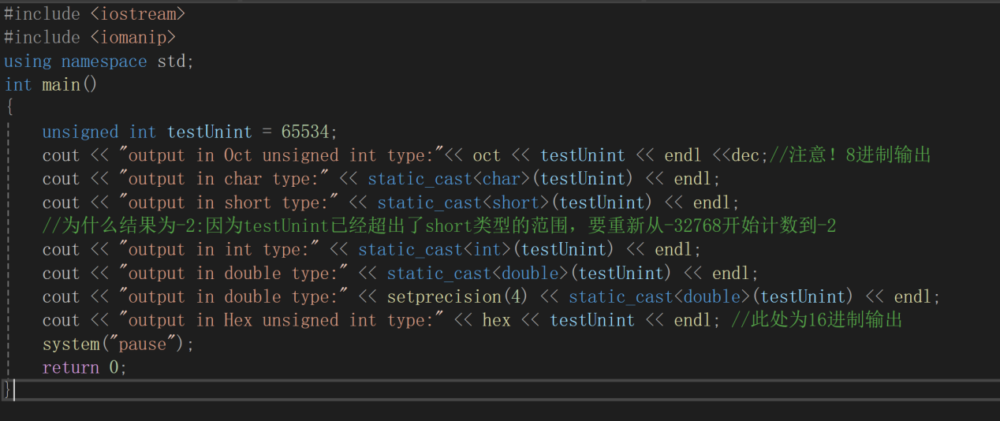 #include <iostream>
#include <iomanip>
using namespace std;
int main()
{
unsigned int testUnint = 65534;
cout << "output in Oct unsigned int type:"<< oct << testUnint << endl <<dec;//注意！8进制输出
cout << "output in char type:" << static_cast<char>(testUnint) << endl;
cout << "output in short type:" << static_cast<short>(testUnint) << endl;
//为什么结果为-2:因为testUnint已经超出了short类型的范围，要重新从-32768开始计数到-2
cout << "output in int type:" << static_cast<int>(testUnint) << endl;
cout << "output in double type:" << static_cast<double>(testUnint) << endl;
cout << "output in double type:" << setprecision(4) << static_cast<double>(testUnint) << endl;
cout << "output in Hex unsigned int type:" << hex << testUnint << endl; //此处为16进制输出
system("pause");
return 0;
}